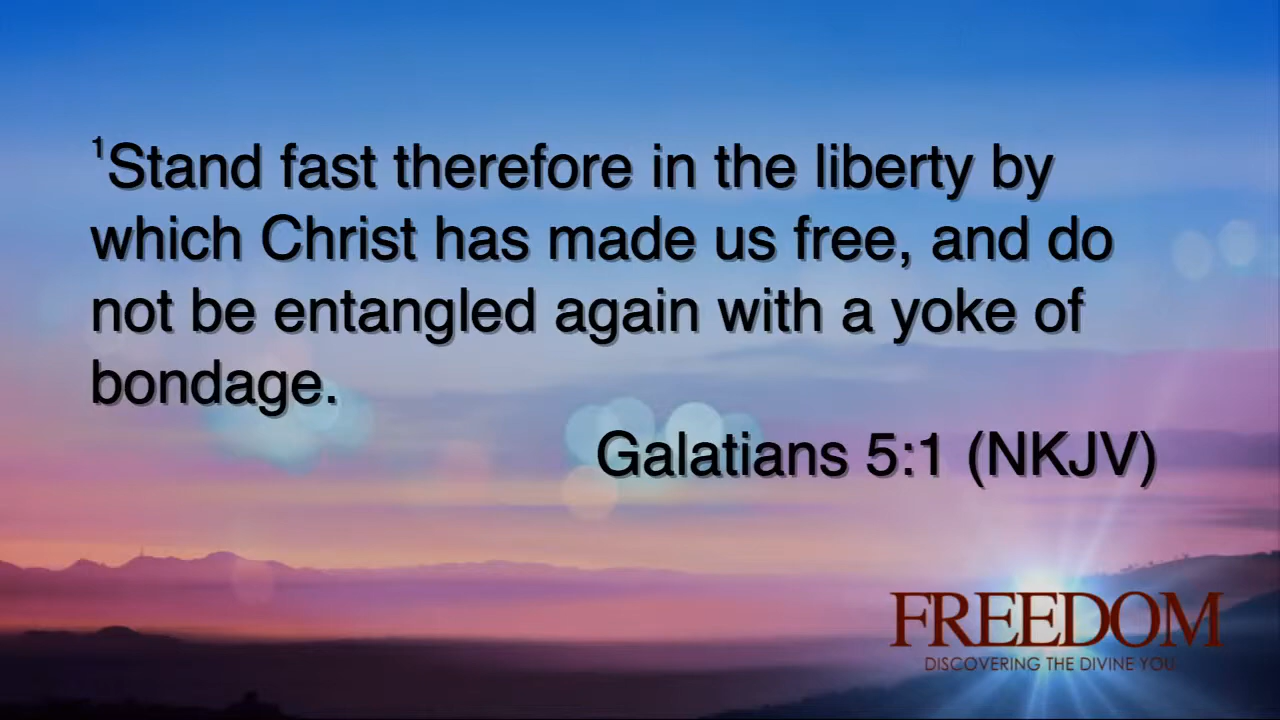 ¹Stand fast therefore in the liberty by
which Christ has made us free, and do
not be entangled again with a yoke of
bondage.
Galatians 5:1 (NKJV)
FREEDOM
DISCOVERING THE DIVINE YOU